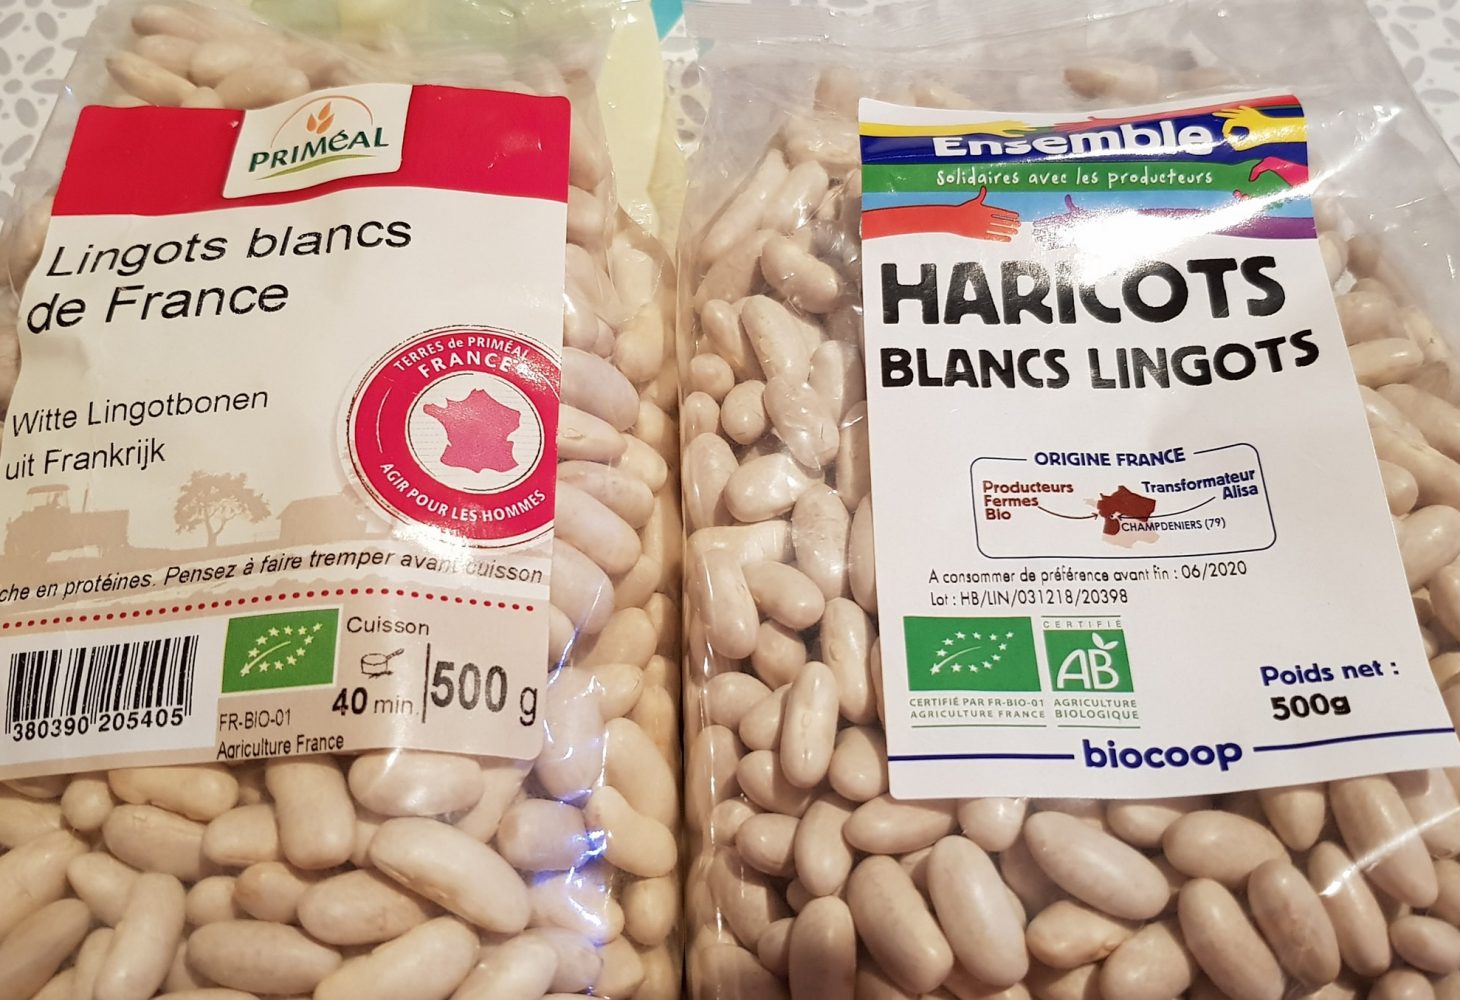 PRIMéAL
Lingots blancs
de France
Witte Lingotbonen
uit Frankrijk
TERRES de PRIMÉAL
FRANCE
AGIR POUR LES HOMMES
en protéines. Pensez à faire tremper avant cuisson
Cuisson
40 min.
500 g
380390 205405
FR-BIO-01
Agriculture France
Ensemble
Solidaires avec les producteurs
HARICOTS
BLANCS LINGOTS
ORIGINE FRANCE
Producteurs
Fermes
Bio
Transformateur
Alisa
CHAMPDENIERS (79)
A consommer de préférence avant fin : 06/2020
Lot : HB/LIN/031218/20398
CERTIFIÉ
AB
CERTIFIÉ PAR FR-BIO-01
AGRICULTURE FRANCE
AGRICULTURE
BIOLOGIQUE
Poids net :
500g
biocoop